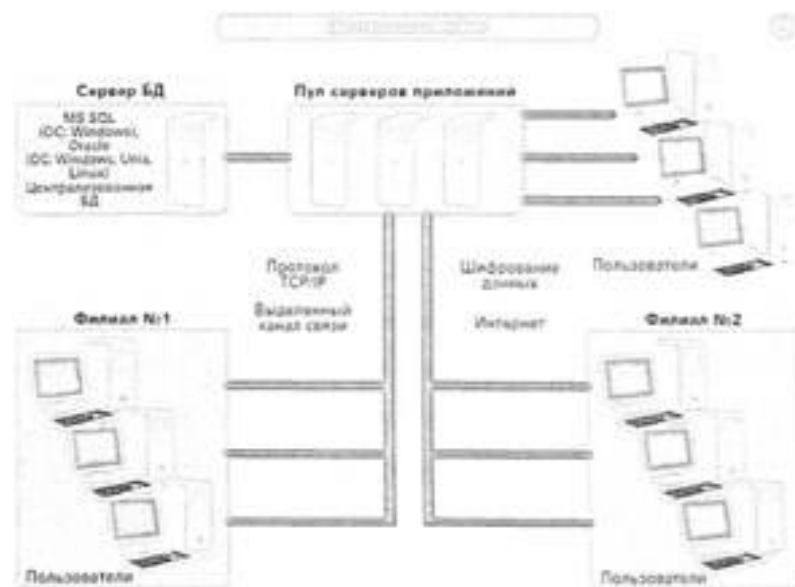 Сервер БД
MS SQL
(ОС: Windows),
Oracle
(ОС: Windows, Unix,
Linux)
Централизованная
БД
Пул серверов приложений
Пользователи
Протокол
TCP/IP
Выделенный
канал связи
Шифрование
данных
Интернет
Филиал №1
Пользователи
Филиал №2
Пользователи